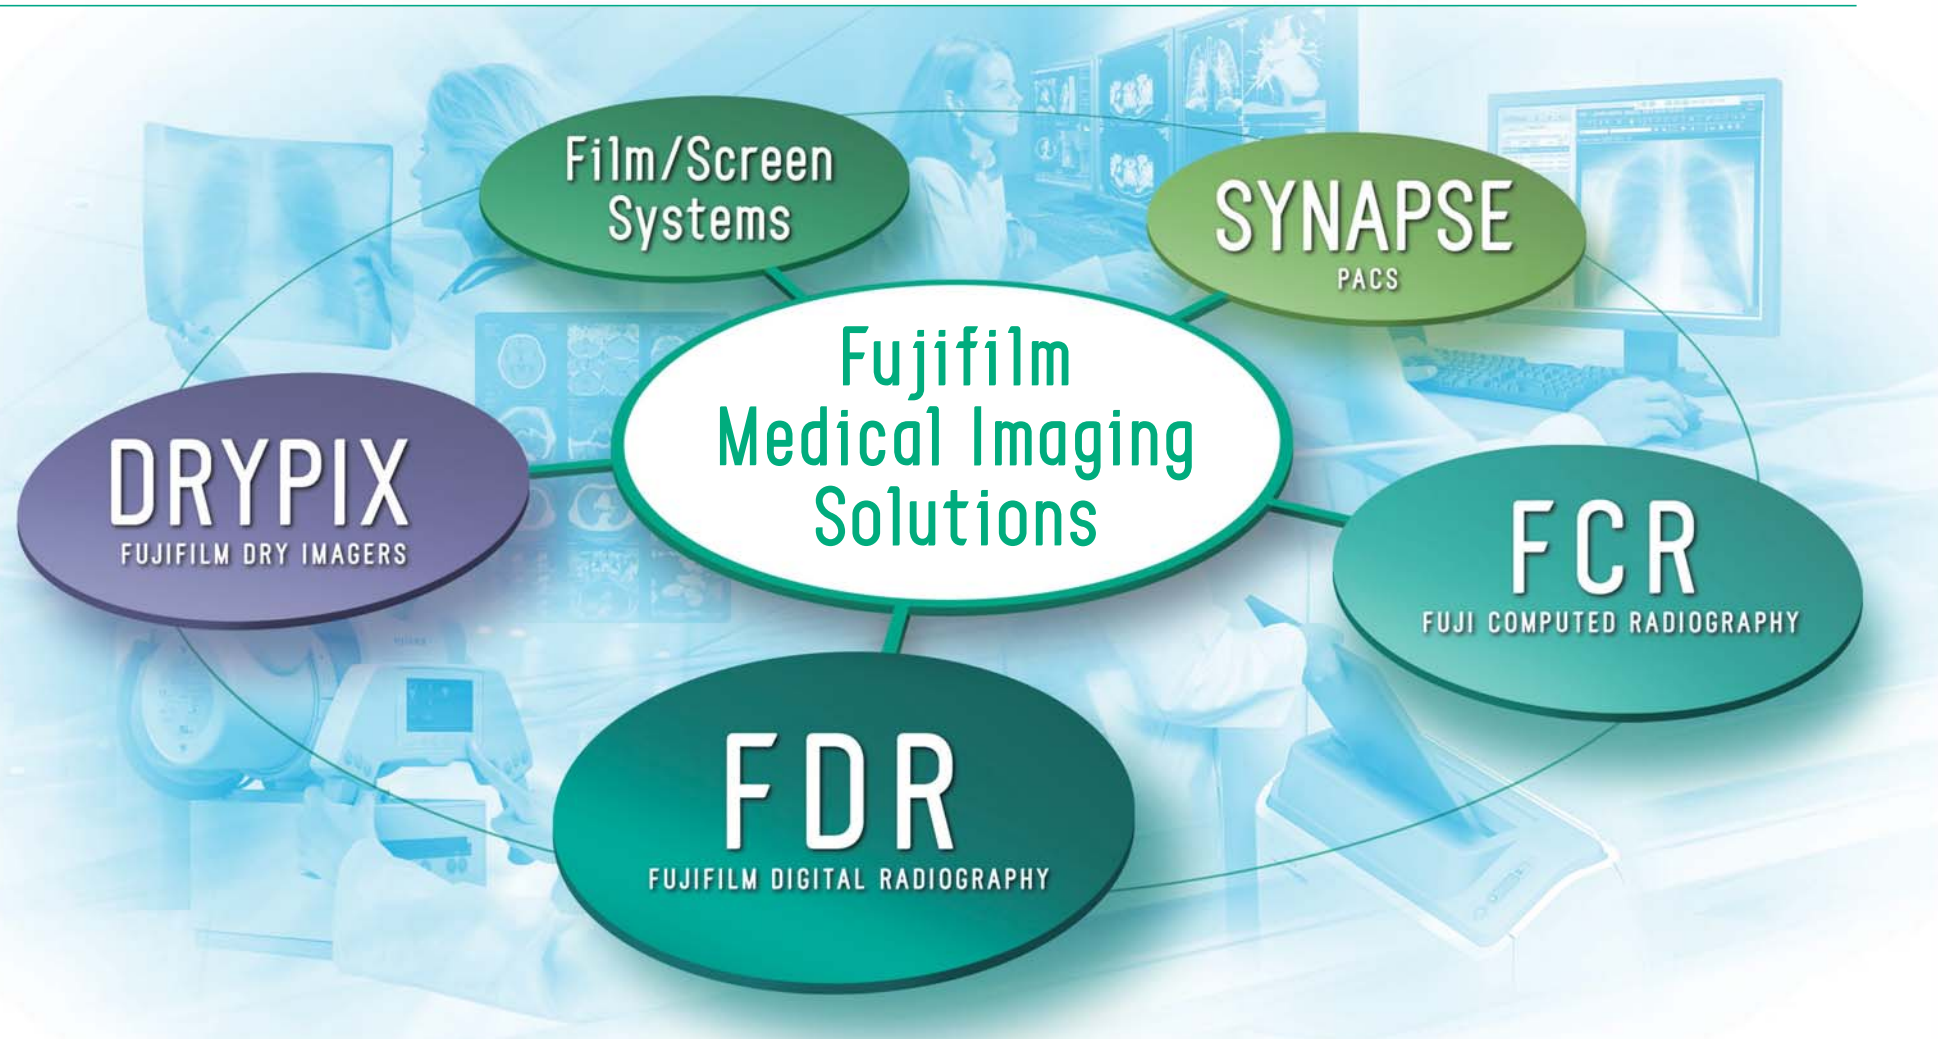 Film/Screen
Systems
SYNAPSE
PACS
Fujifilm
Medical Imaging
Solutions
DRYPIX
FUJIFILM DRY IMAGERS
FCR
FUJI COMPUTED RADIOGRAPHY
FDR
FUJIFILM DIGITAL RADIOGRAPHY